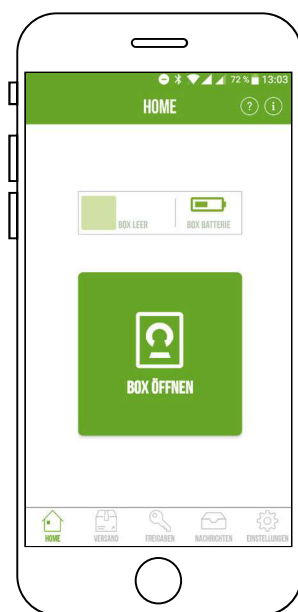 72 % 13:03
HOME ? i
BOX LEER BOX BATTERIE
BOX ÖFFNEN
HOME VERSAND FREIGABEN NACHRICHTEN EINSTELLUNGEN